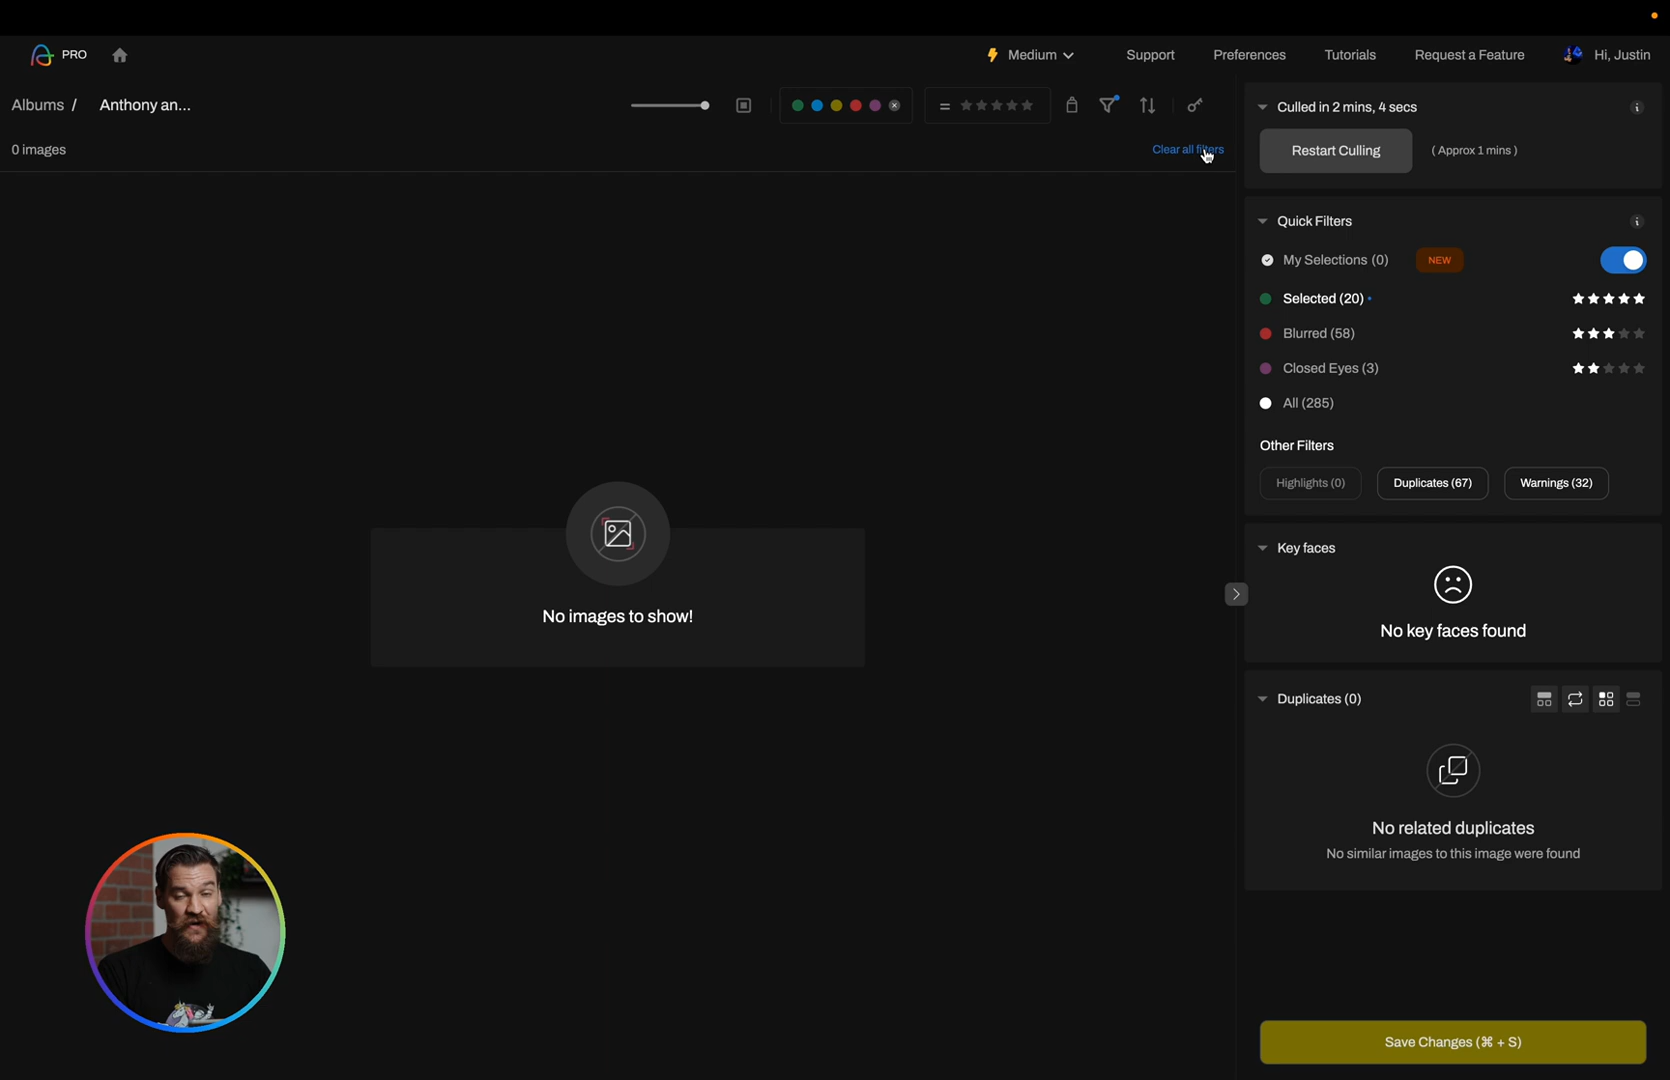 PRO
Medium
Support
Preferences
Tutorials
Request a Feature
Hi, Justin
Albums /
Anthony an...
0 images
Clear all filters
Culled in 2 mins, 4 secs
Restart Culling
( Approx 1 mins )
Quick Filters
My Selections (0)
NEW
Selected (20)
Blurred (58)
Closed Eyes (3)
All (285)
Other Filters
Highlights (0)
Duplicates (67)
Warnings (32)
Key faces
No key faces found
No images to show!
Duplicates (0)
No related duplicates
No similar images to this image were found
Save Changes (⌘ + S)